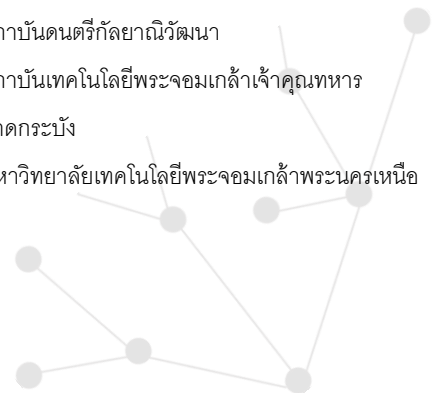 าบันดนตรีกัลยาณิวัฒนา
าบันเทคโนโลยีพระจอมเกล้าเจ้าคุณทหาร
าดกระบัง
หาวิทยาลัยเทคโนโลยีพระจอมเกล้าพระนครเหนือ